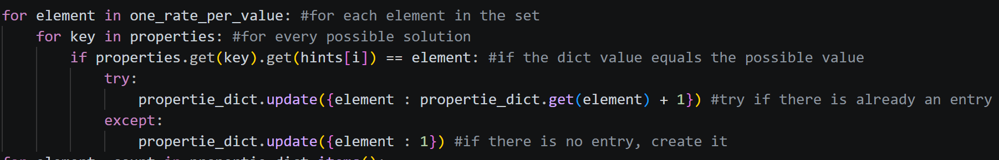 for element in one_rate_per_value: #for each element in the set
    for key in properties: #for every possible solution
        if properties.get(key).get(hints[i]) == element: #if the dict value equals the possible value
            try:
                propertie_dict.update({element : propertie_dict.get(element) + 1}) #try if there is already an entry
            except:
                propertie_dict.update({element : 1}) #if there is no entry, create it